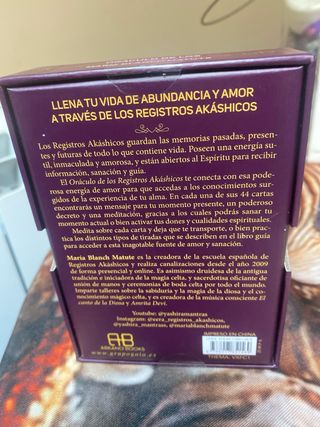 ORÁCULO DE LOS
LLENA TU VIDA DE ABUNDANCIA Y AMOR
A TRAVÉS DE LOS REGISTROS AKÁSHICOS
Los Registros Akáshicos guardan las memorias pasadas, presen-
tes y futuras de todo lo que contiene vida. Poseen una energía su-
til, inmaculada y amorosa, y están abiertos al Espíritu para recibir
información, sanación y guía.
El Oráculo de los Registros Akáshicos te conecta con esa pode-
rosa energía de amor para que accedas a los conocimientos sur-
gidos de la experiencia de tu alma. En cada una de sus 44 cartas
encontrarás un mensaje para tu momento presente, un poderoso
decreto y una meditación, gracias a los cuales podrás sanar tu
momento actual o bien activar tus dones y cualidades espirituales.
Medita sobre cada carta y deja que te transporte, o bien prac-
tica los distintos tipos de tiradas que se describen en el libro guía
para acceder a esta inagotable fuente de amor y sanación.
María Blanch Matute es la creadora de la escuela española de
Registros Akáshicos y realiza canalizaciones desde el año 2009
de forma presencial y online. Es asimismo druidesa de la antigua
tradición e iniciadora de la magia celta, y sacerdotisa oficiante de
unión de manos y ceremonias de boda celta por todo el mundo.
Imparte talleres sobre la sabiduría y la magia de la diosa y el co-
nocimiento mágico celta, y es creadora de la música consciente El
canto de la Diosa y Amrita Devi.
YouTube: @yashiramantras
Instagram: @eera_registros_akashicos,
@yashira_mantras, @mariablanchmatute
AB
ARKANO BOOKS
www.grupogaia.es
IMPRESO EN CHINA
THEMA: VXFC1